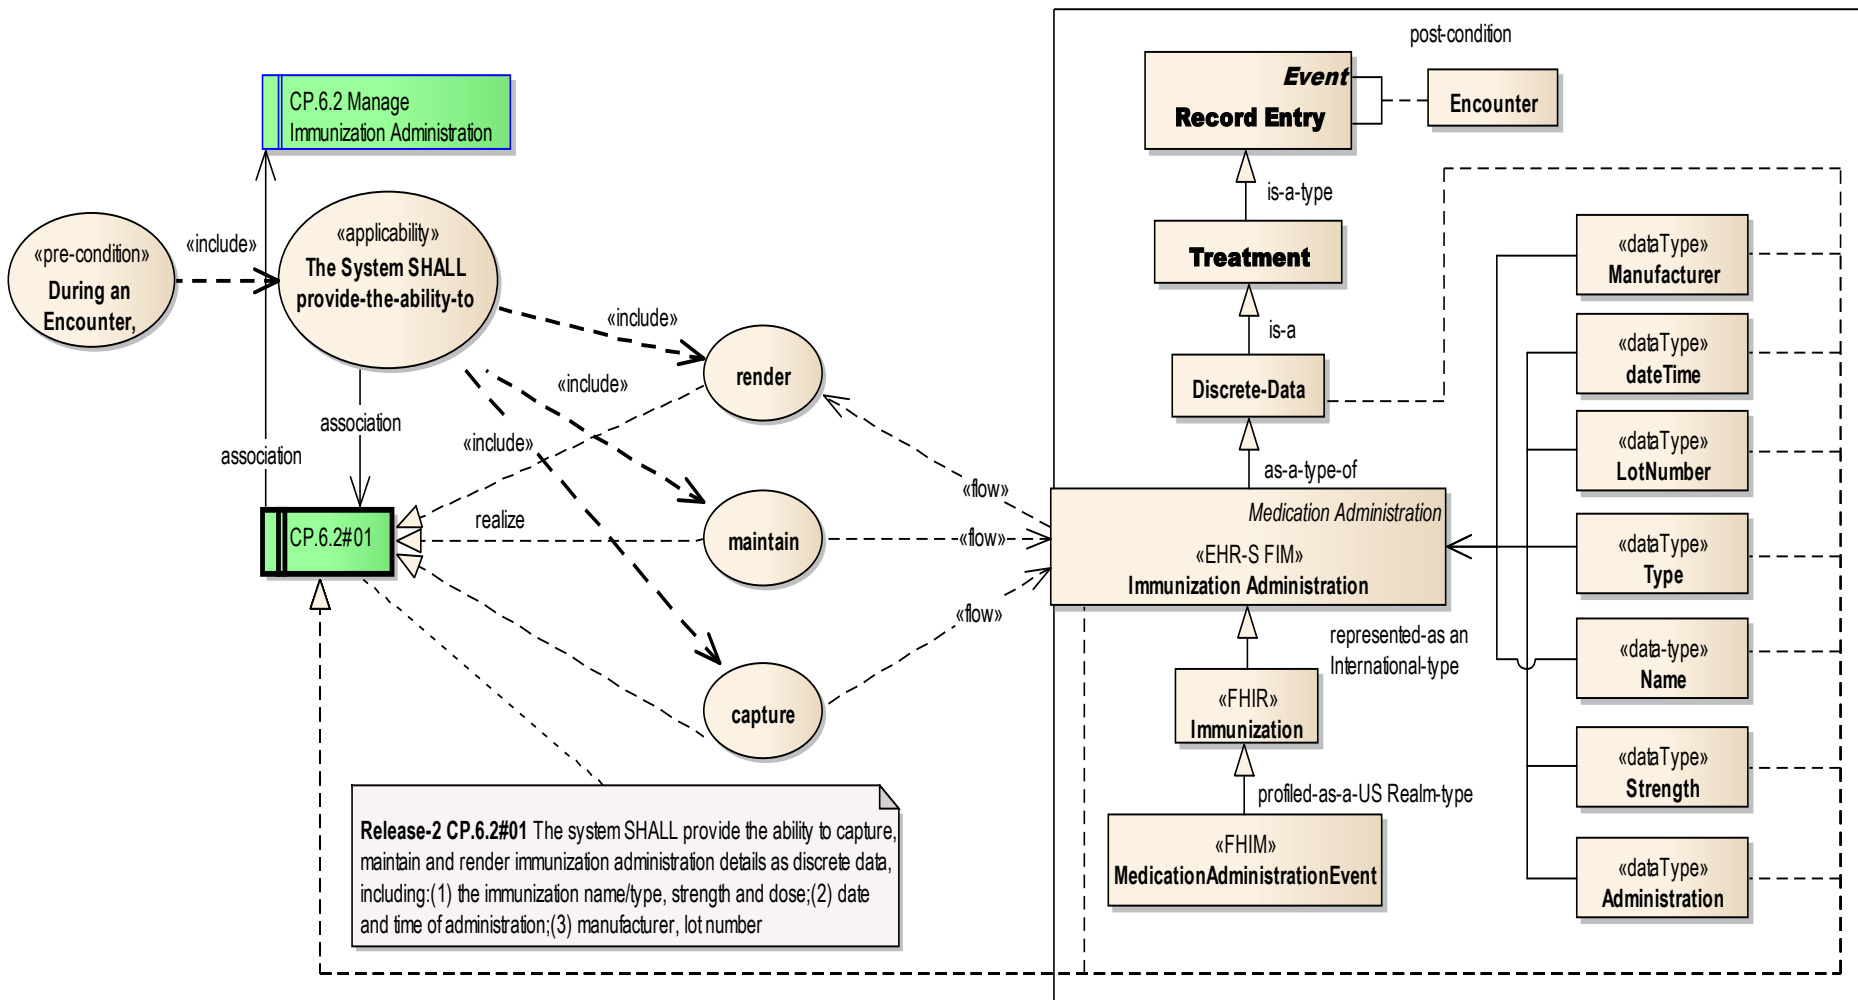 post-condition
Event
Record Entry
Encounter
CP.6.2 Manage
Immunization Administration
is-a-type
«pre-condition»
During an
Encounter,
«include»
«applicability»
The System SHALL
provide-the-ability-to
Treatment
«dataType»
Manufacturer
«include»
is-a
«dataType»
dateTime
render
«include»
Discrete-Data
association
«include»
association
as-a-type-of
«dataType»
LotNumber
«flow»
CP.6.2#01
realize
maintain
«flow»
Medication Administration
«EHR-S FIM»
Immunization Administration
«dataType»
Type
«flow»
represented-as an
International-type
«data-type»
Name
capture
«FHIR»
Immunization
«dataType»
Strength
profiled-as-a-US Realm-type
Release-2 CP.6.2#01 The system SHALL provide the ability to capture,
maintain and render immunization administration details as discrete data,
including:(1) the immunization name/type, strength and dose;(2) date
and time of administration;(3) manufacturer, lot number
«FHIM»
MedicationAdministrationEvent
«dataType»
Administration